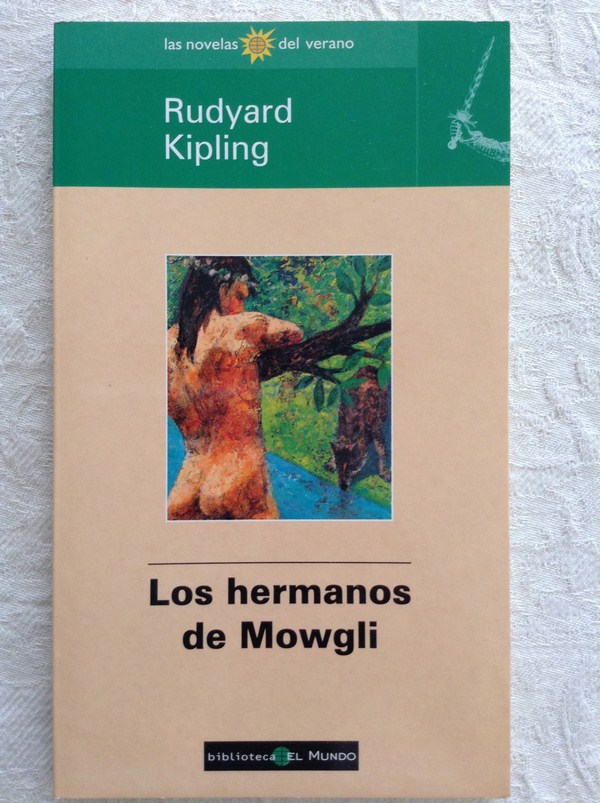 las novelas del verano
Rudyard
Kipling
Los hermanos
de Mowgli
biblioteca EL MUNDO